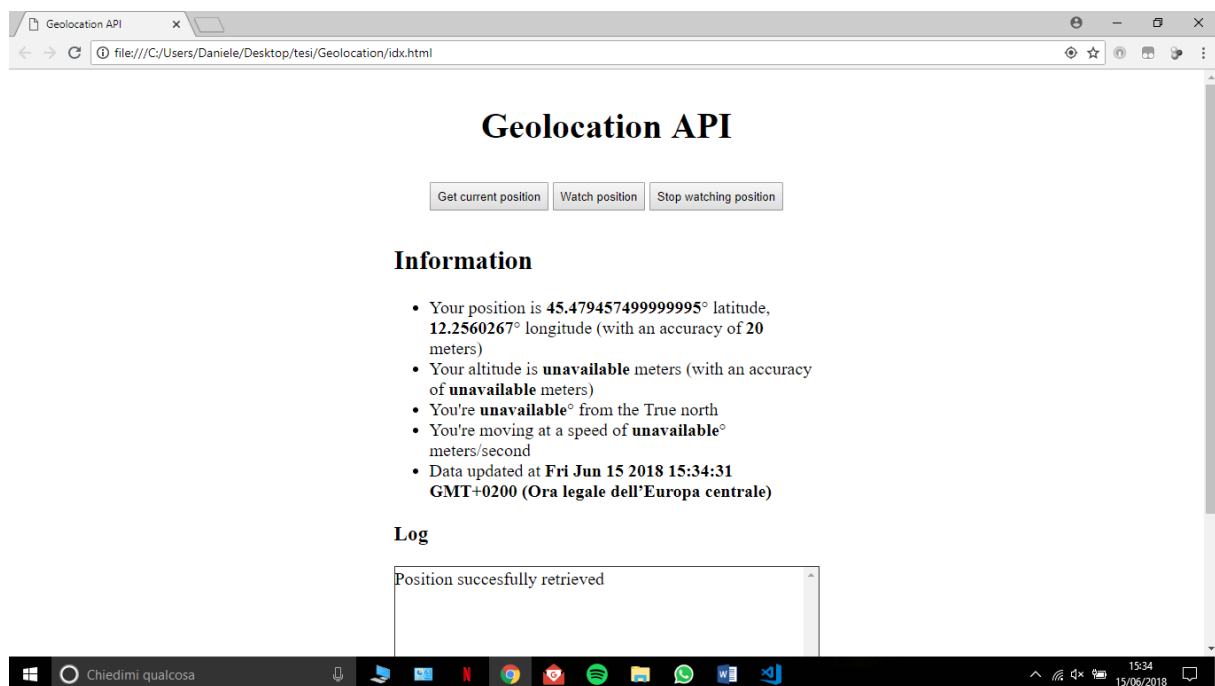 Geolocation API
file:///C:/Users/Daniele/Desktop/tesi/Geolocation/idx.html
Geolocation API
Get current position Watch position Stop watching position
Information
• Your position is 45.479457499999995° latitude,
12.2560267° longitude (with an accuracy of 20
meters)
• Your altitude is unavailable meters (with an accuracy
of unavailable meters)
• You're unavailable° from the True north
• You're moving at a speed of unavailable°
meters/second
• Data updated at Fri Jun 15 2018 15:34:31
GMT+0200 (Ora legale dell'Europa centrale)
Log
Position succesfully retrieved
Chiedimi qualcosa
15:34
15/06/2018